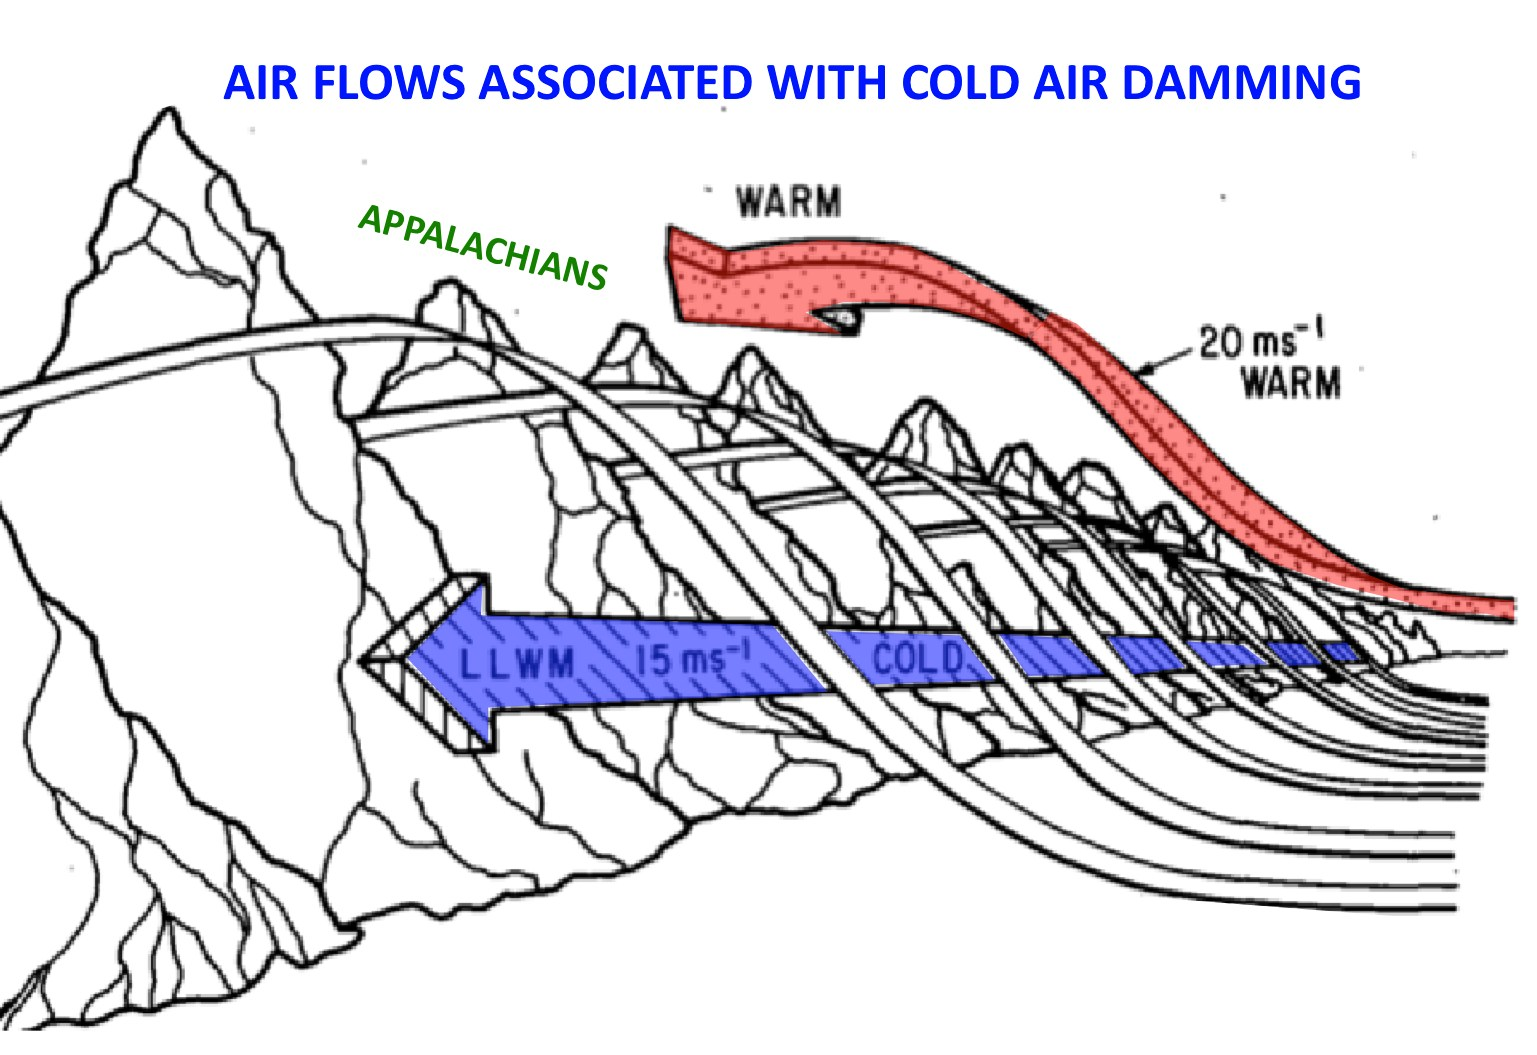 AIR FLOWS ASSOCIATED WITH COLD AIR DAMMING
WARM
APPALACHIANS
20 ms⁻¹
WARM
LLWM 15 ms⁻¹ COLD